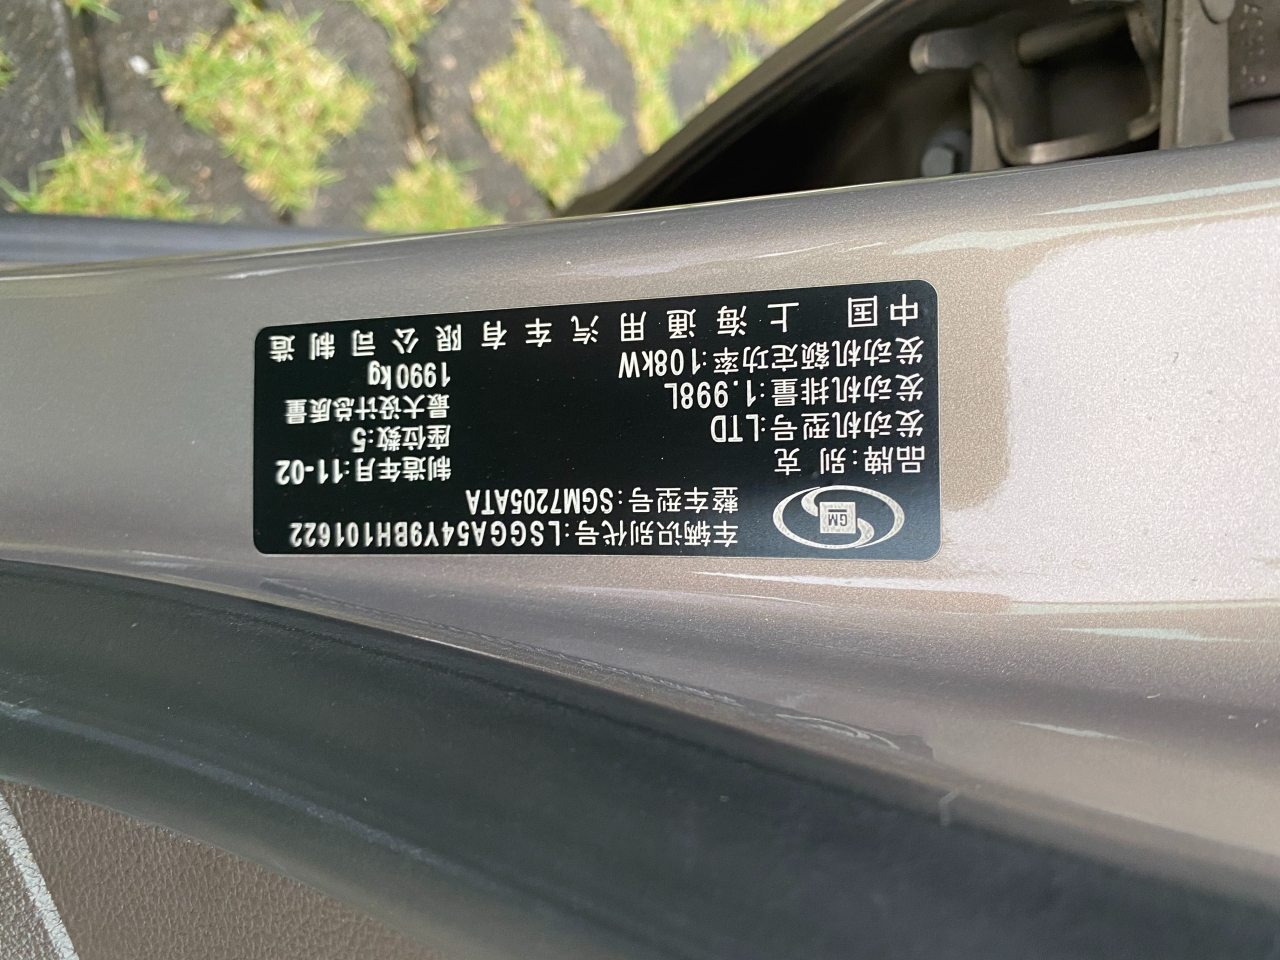 GM
车辆识别代号:LSGGA54Y9BH101622
整车型号:SGM7205ATA
品牌:别 克 制造年月:11-02
发动机型号:LTD 座位数:5
发动机排量:1.998L 最大设计总质量
发动机额定功率:108kW 1990kg
中国 上海通用汽车有限公司制造